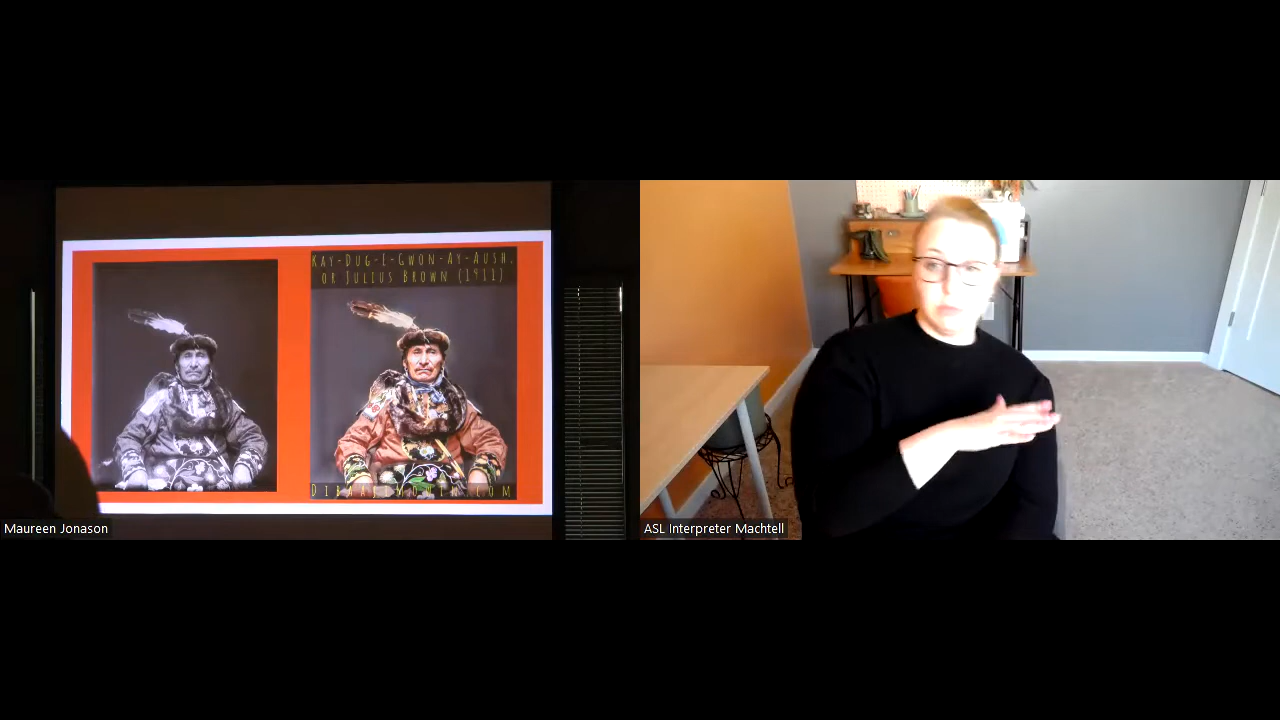 KAY-DUG-E-GWON-AY-AUSH,
OR JULIUS BROWN (1911)
DIBAAJIMOWIN.COM
Maureen Jonason
ASL Interpreter Machtell